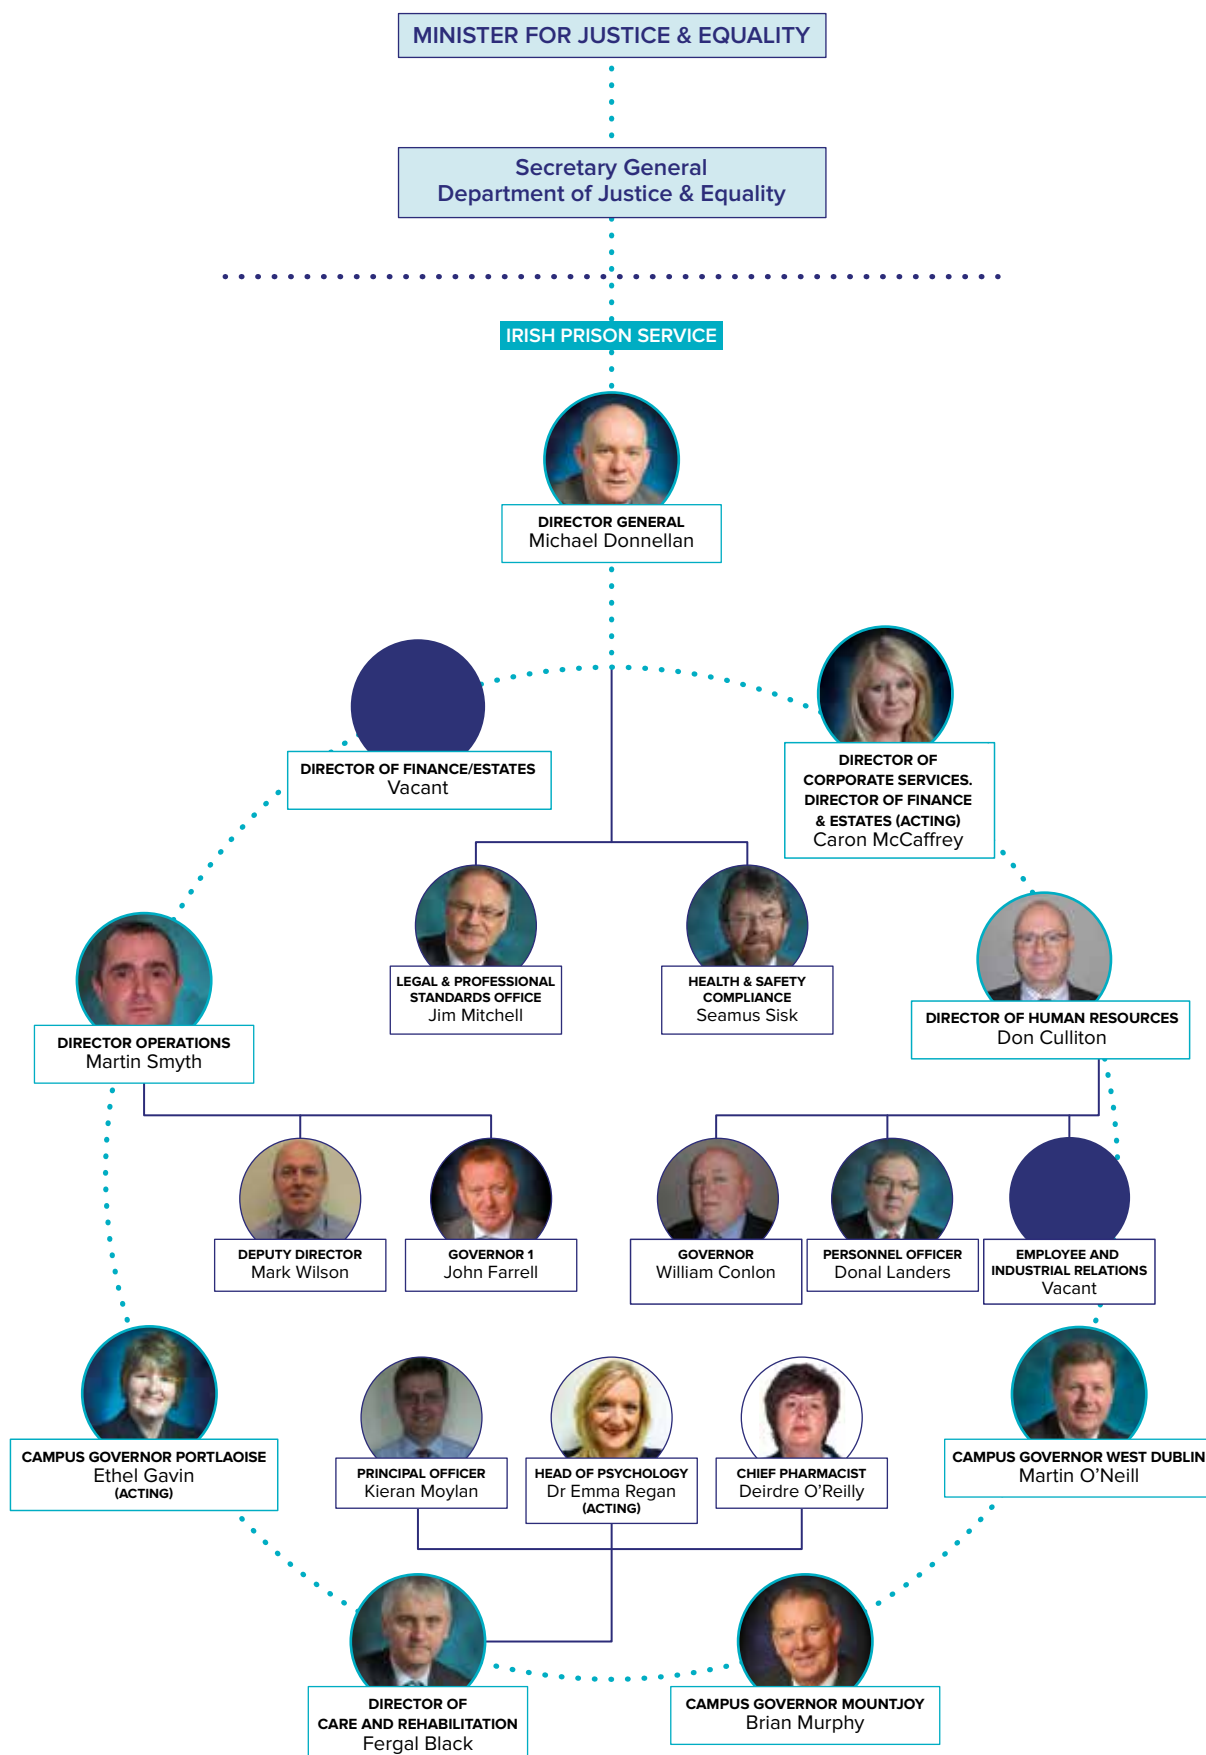 MINISTER FOR JUSTICE & EQUALITY
Secretary General
Department of Justice & Equality
IRISH PRISON SERVICE
DIRECTOR GENERAL
Michael Donnellan
DIRECTOR OF FINANCE/ESTATES
Vacant
DIRECTOR OF
CORPORATE SERVICES.
DIRECTOR OF FINANCE
& ESTATES (ACTING)
Caron McCaffrey
LEGAL & PROFESSIONAL
STANDARDS OFFICE
Jim Mitchell
HEALTH & SAFETY
COMPLIANCE
Seamus Sisk
DIRECTOR OPERATIONS
Martin Smyth
DIRECTOR OF HUMAN RESOURCES
Don Culliton
DEPUTY DIRECTOR
Mark Wilson
GOVERNOR 1
John Farrell
GOVERNOR
William Conlon
PERSONNEL OFFICER
Donal Landers
EMPLOYEE AND
INDUSTRIAL RELATIONS
Vacant
CAMPUS GOVERNOR PORTLAOISE
Ethel Gavin
(ACTING)
PRINCIPAL OFFICER
Kieran Moylan
HEAD OF PSYCHOLOGY
Dr Emma Regan
(ACTING)
CHIEF PHARMACIST
Deirdre O’Reilly
CAMPUS GOVERNOR WEST DUBLIN
Martin O’Neill
DIRECTOR OF
CARE AND REHABILITATION
Fergal Black
CAMPUS GOVERNOR MOUNTJOY
Brian Murphy